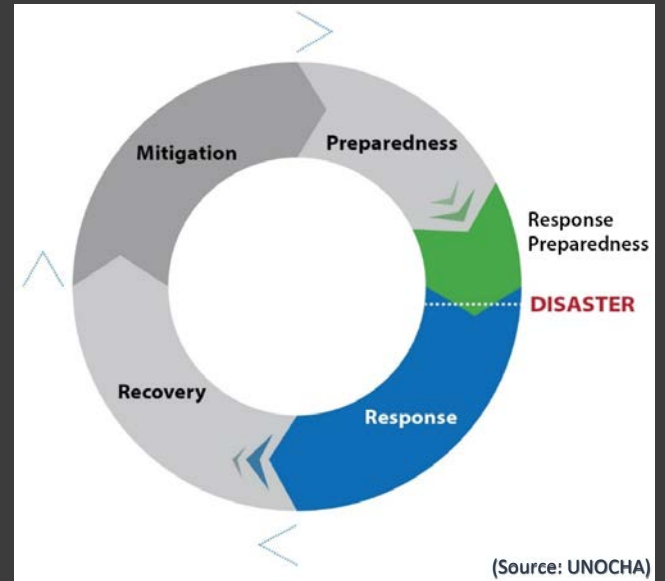 Mitigation
Preparedness
Response
Preparedness
DISASTER
Recovery
Response
(Source: UNOCHA)